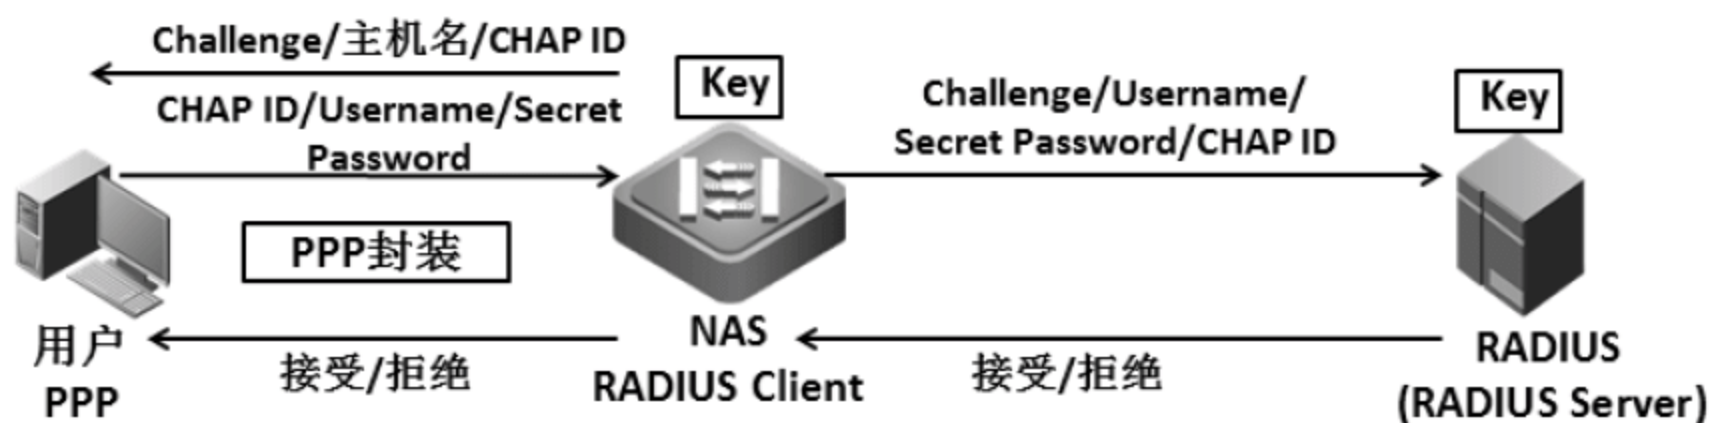 Challenge/主机名/CHAP ID
CHAP ID/Username/Secret
Password
PPP封装
接受/拒绝
用户
PPP
Key
NAS
RADIUS Client
Challenge/Username/
Secret Password/CHAP ID
接受/拒绝
Key
RADIUS
(RADIUS Server)